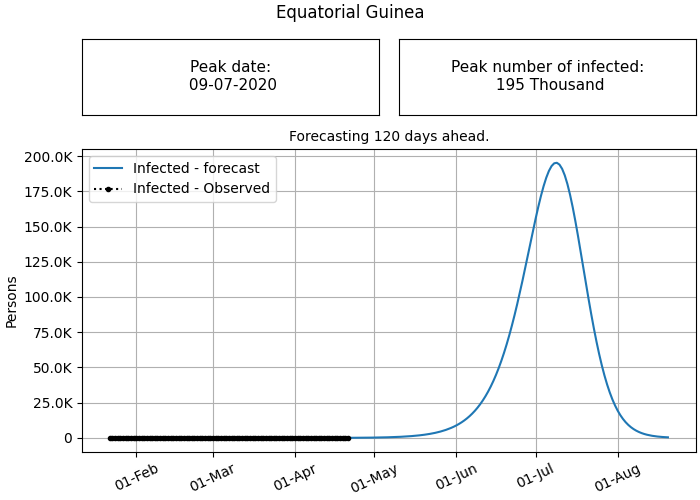 Equatorial Guinea
Peak date:
09-07-2020
Peak number of infected:
195 Thousand
Forecasting 120 days ahead.
Infected - forecast
Infected - Observed
Persons
200.0K
175.0K
150.0K
125.0K
100.0K
75.0K
50.0K
25.0K
0
01-Feb
01-Mar
01-Apr
01-May
01-Jun
01-Jul
01-Aug